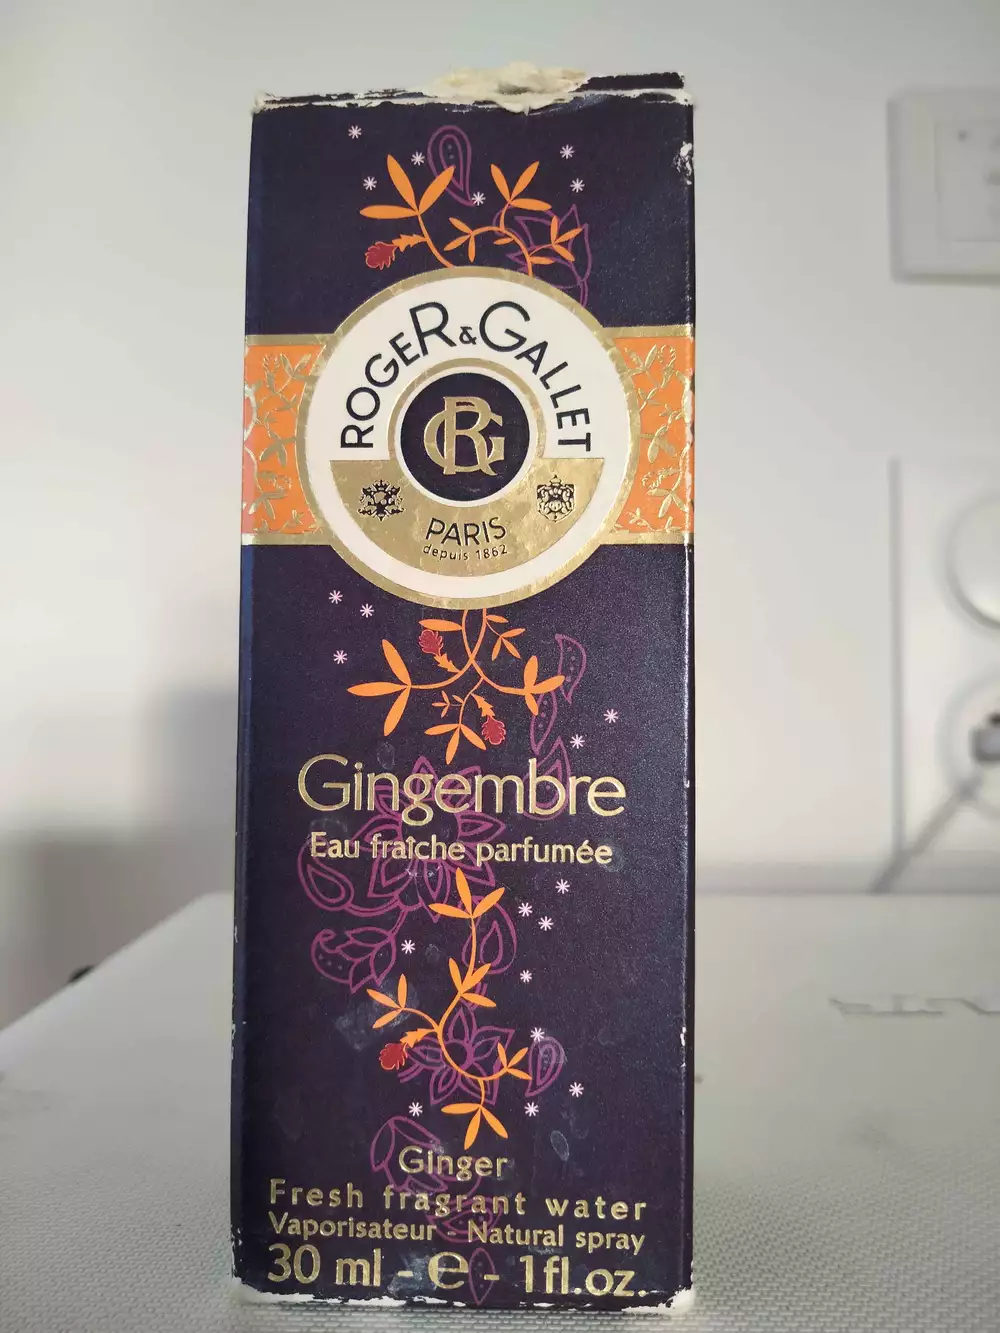 ROGER & GALLET
RG
PARIS
depuis 1862
Gingembre
Eau fraîche parfumée
Ginger
Fresh fragrant water
Vaporisateur - Natural spray
30 ml - ℮ - 1fl.oz.